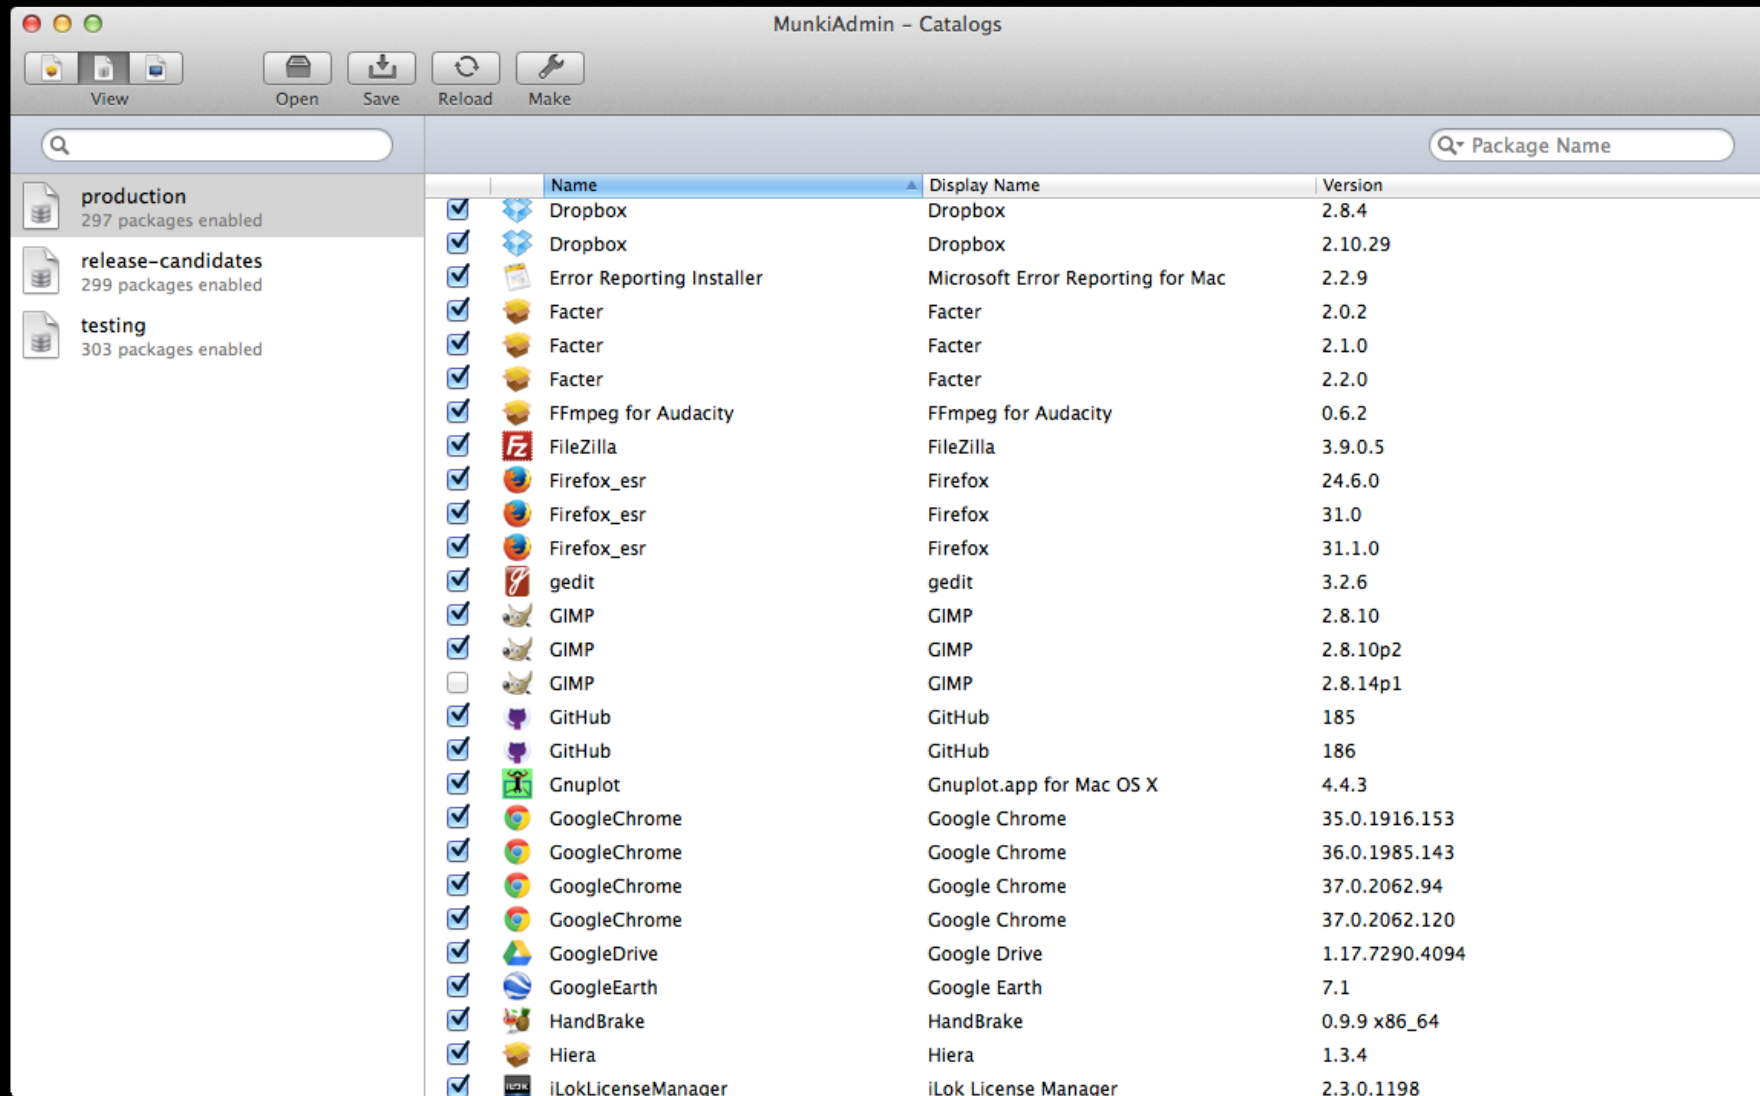 MunkiAdmin – Catalogs
View Open Save Reload Make
Package Name
production
297 packages enabled
release-candidates
299 packages enabled
testing
303 packages enabled
Name Display Name Version
Dropbox Dropbox 2.8.4
Dropbox Dropbox 2.10.29
Error Reporting Installer Microsoft Error Reporting for Mac 2.2.9
Facter Facter 2.0.2
Facter Facter 2.1.0
Facter Facter 2.2.0
FFmpeg for Audacity FFmpeg for Audacity 0.6.2
FileZilla FileZilla 3.9.0.5
Firefox_esr Firefox 24.6.0
Firefox_esr Firefox 31.0
Firefox_esr Firefox 31.1.0
gedit gedit 3.2.6
GIMP GIMP 2.8.10
GIMP GIMP 2.8.10p2
GIMP GIMP 2.8.14p1
GitHub GitHub 185
GitHub GitHub 186
Gnuplot Gnuplot.app for Mac OS X 4.4.3
GoogleChrome Google Chrome 35.0.1916.153
GoogleChrome Google Chrome 36.0.1985.143
GoogleChrome Google Chrome 37.0.2062.94
GoogleChrome Google Chrome 37.0.2062.120
GoogleDrive Google Drive 1.17.7290.4094
GoogleEarth Google Earth 7.1
HandBrake HandBrake 0.9.9 x86_64
Hiera Hiera 1.3.4
iLokLicenseManager iLok License Manager 2.3.0.1198